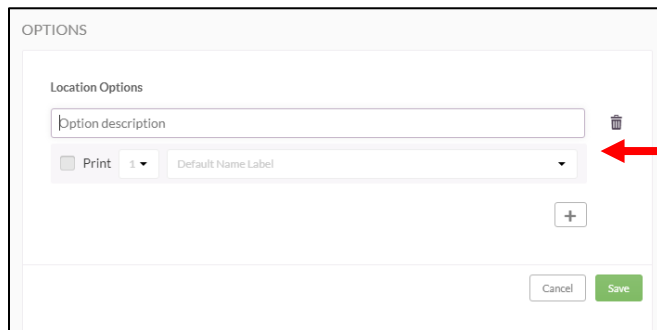 OPTIONS
Location Options
Option description
Print 1 Default Name Label
+
Cancel Save